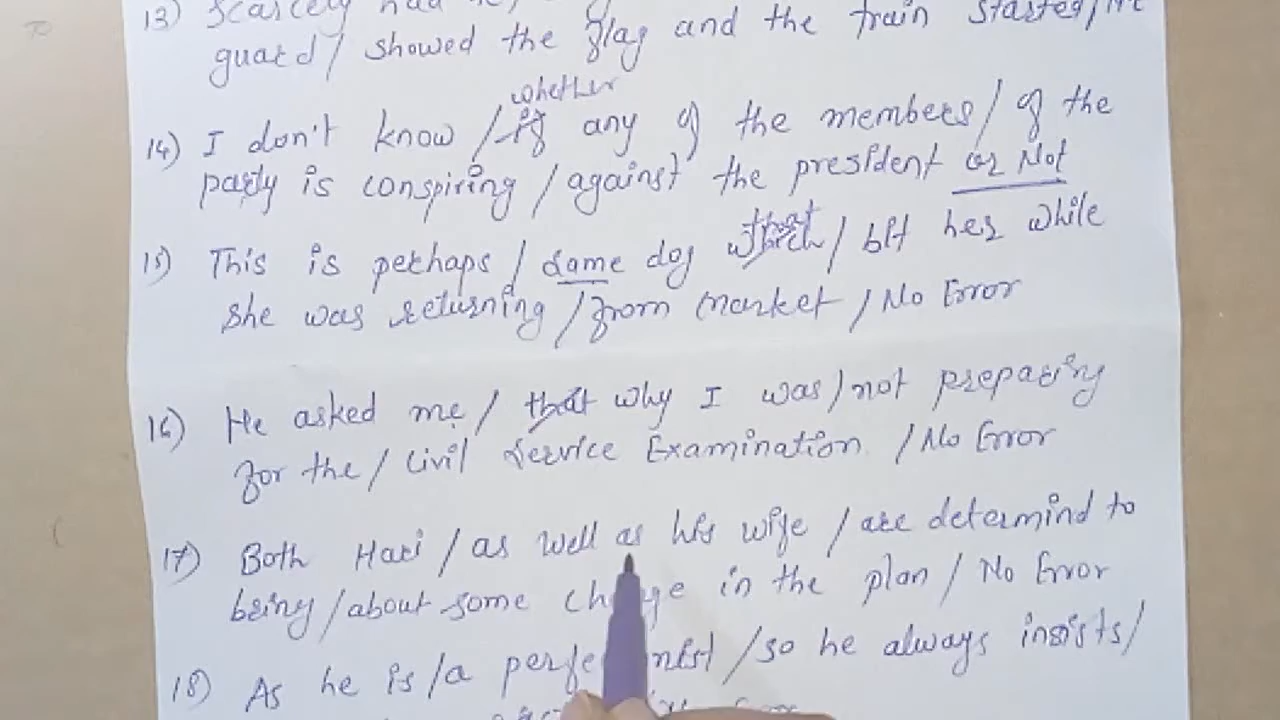 13) Scarcely had
guard / showed the flag and the train started /
whether
14) I don't know / if any of the members / of the
party is conspiring / against the president or Not
that
15) This is perhaps / same dog which / bit her while
she was returning / from market / No Error
16) He asked me / that why I was / not preparing
for the / Civil Service Examination / No Error
17) Both Hari / as well as his wife / are determind to
bring / about some change in the plan / No Error
18) As he is / a / so he always insists /